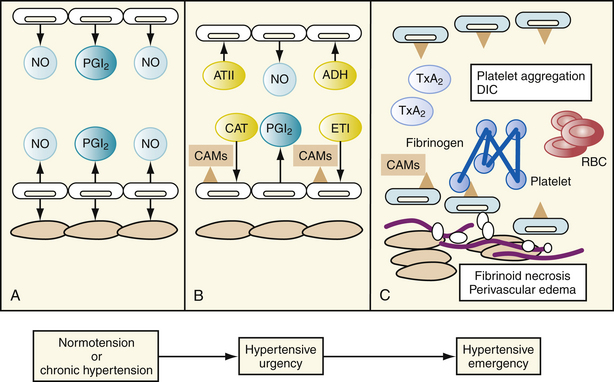 NO
PGI2
NO
NO
PGI2
NO
A
ATII
NO
ADH
CAT
PGI2
ETI
CAMs
CAMs
B
TxA2
TxA2
Platelet aggregation
DIC
Fibrinogen
RBC
CAMs
Platelet
Fibrinoid necrosis
Perivascular edema
C
Normotension
or
chronic hypertension
Hypertensive
urgency
Hypertensive
emergency